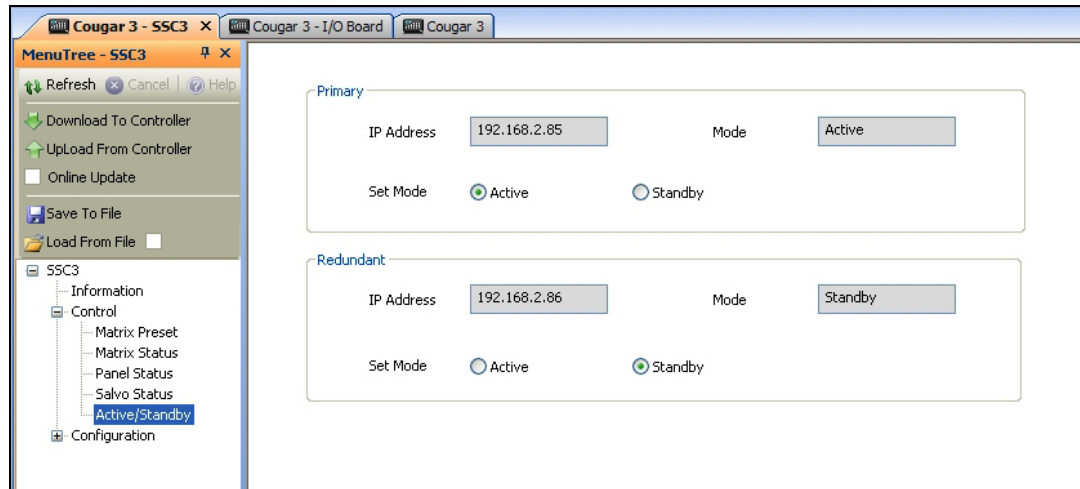 Cougar 3 - SSC3 X Cougar 3 - I/O Board Cougar 3
MenuTree - SSC3
Refresh Cancel Help
Download To Controller
UpLoad From Controller
Online Update
Save To File
Load From File
SSC3
Information
Control
Matrix Preset
Matrix Status
Panel Status
Salvo Status
Active/Standby
Configuration
Primary
IP Address 192.168.2.85 Mode Active
Set Mode Active Standby
Redundant
IP Address 192.168.2.86 Mode Standby
Set Mode Active Standby